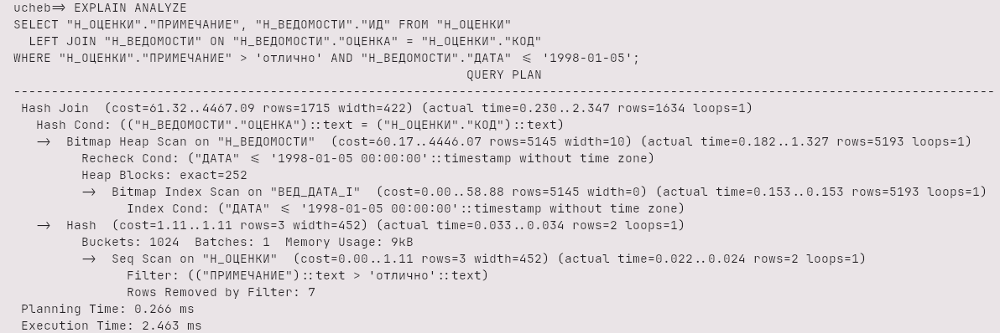 ucheb=> EXPLAIN ANALYZE
SELECT "Н_ОЦЕНКИ"."ПРИМЕЧАНИЕ", "Н_ВЕДОМОСТИ"."ИД" FROM "Н_ОЦЕНКИ"
LEFT JOIN "Н_ВЕДОМОСТИ" ON "Н_ВЕДОМОСТИ"."ОЦЕНКА" = "Н_ОЦЕНКИ"."КОД"
WHERE "Н_ОЦЕНКИ"."ПРИМЕЧАНИЕ" > 'отлично' AND "Н_ВЕДОМОСТИ"."ДАТА" <= '1998-01-05';
QUERY PLAN
----------------------------------------------------------------------------------------------------------------------------------
Hash Join  (cost=61.32..4467.09 rows=1715 width=422) (actual time=0.230..2.347 rows=1634 loops=1)
Hash Cond: (("Н_ВЕДОМОСТИ"."ОЦЕНКА")::text = ("Н_ОЦЕНКИ"."КОД")::text)
->  Bitmap Heap Scan on "Н_ВЕДОМОСТИ"  (cost=60.17..4446.07 rows=5145 width=10) (actual time=0.182..1.327 rows=5193 loops=1)
Recheck Cond: ("ДАТА" <= '1998-01-05 00:00:00'::timestamp without time zone)
Heap Blocks: exact=252
->  Bitmap Index Scan on "ВЕД_ДАТА_I"  (cost=0.00..58.88 rows=5145 width=0) (actual time=0.153..0.153 rows=5193 loops=1)
Index Cond: ("ДАТА" <= '1998-01-05 00:00:00'::timestamp without time zone)
->  Hash  (cost=1.11..1.11 rows=3 width=452) (actual time=0.033..0.034 rows=2 loops=1)
Buckets: 1024  Batches: 1  Memory Usage: 9kB
->  Seq Scan on "Н_ОЦЕНКИ"  (cost=0.00..1.11 rows=3 width=452) (actual time=0.022..0.024 rows=2 loops=1)
Filter: (("ПРИМЕЧАНИЕ")::text > 'отлично'::text)
Rows Removed by Filter: 7
Planning Time: 0.266 ms
Execution Time: 2.463 ms